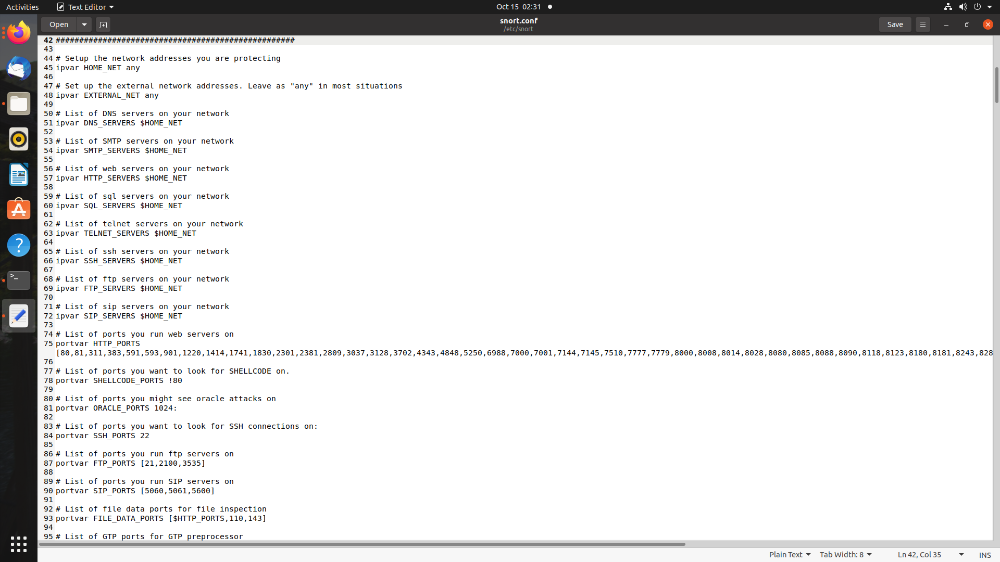 Activities
Text Editor
Oct 15 02:31
Open
snort.conf
/etc/snort
Save
42 ###################################################
43
44 # Setup the network addresses you are protecting
45 ipvar HOME_NET any
46
47 # Set up the external network addresses. Leave as "any" in most situations
48 ipvar EXTERNAL_NET any
49
50 # List of DNS servers on your network
51 ipvar DNS_SERVERS $HOME_NET
52
53 # List of SMTP servers on your network
54 ipvar SMTP_SERVERS $HOME_NET
55
56 # List of web servers on your network
57 ipvar HTTP_SERVERS $HOME_NET
58
59 # List of sql servers on your network
60 ipvar SQL_SERVERS $HOME_NET
61
62 # List of telnet servers on your network
63 ipvar TELNET_SERVERS $HOME_NET
64
65 # List of ssh servers on your network
66 ipvar SSH_SERVERS $HOME_NET
67
68 # List of ftp servers on your network
69 ipvar FTP_SERVERS $HOME_NET
70
71 # List of sip servers on your network
72 ipvar SIP_SERVERS $HOME_NET
73
74 # List of ports you run web servers on
75 portvar HTTP_PORTS
[80,81,311,383,591,593,901,1220,1414,1741,1830,2301,2381,2809,3037,3128,3702,4343,4848,5250,6988,7000,7001,7144,7145,7510,7777,7779,8000,8008,8014,8028,8080,8085,8088,8090,8118,8123,8180,8181,8243,828
76
77 # List of ports you want to look for SHELLCODE on.
78 portvar SHELLCODE_PORTS !80
79
80 # List of ports you might see oracle attacks on
81 portvar ORACLE_PORTS 1024:
82
83 # List of ports you want to look for SSH connections on:
84 portvar SSH_PORTS 22
85
86 # List of ports you run ftp servers on
87 portvar FTP_PORTS [21,2100,3535]
88
89 # List of ports you run SIP servers on
90 portvar SIP_PORTS [5060,5061,5600]
91
92 # List of file data ports for file inspection
93 portvar FILE_DATA_PORTS [$HTTP_PORTS,110,143]
94
95 # List of GTP ports for GTP preprocessor
Plain Text
Tab Width: 8
Ln 42, Col 35
INS